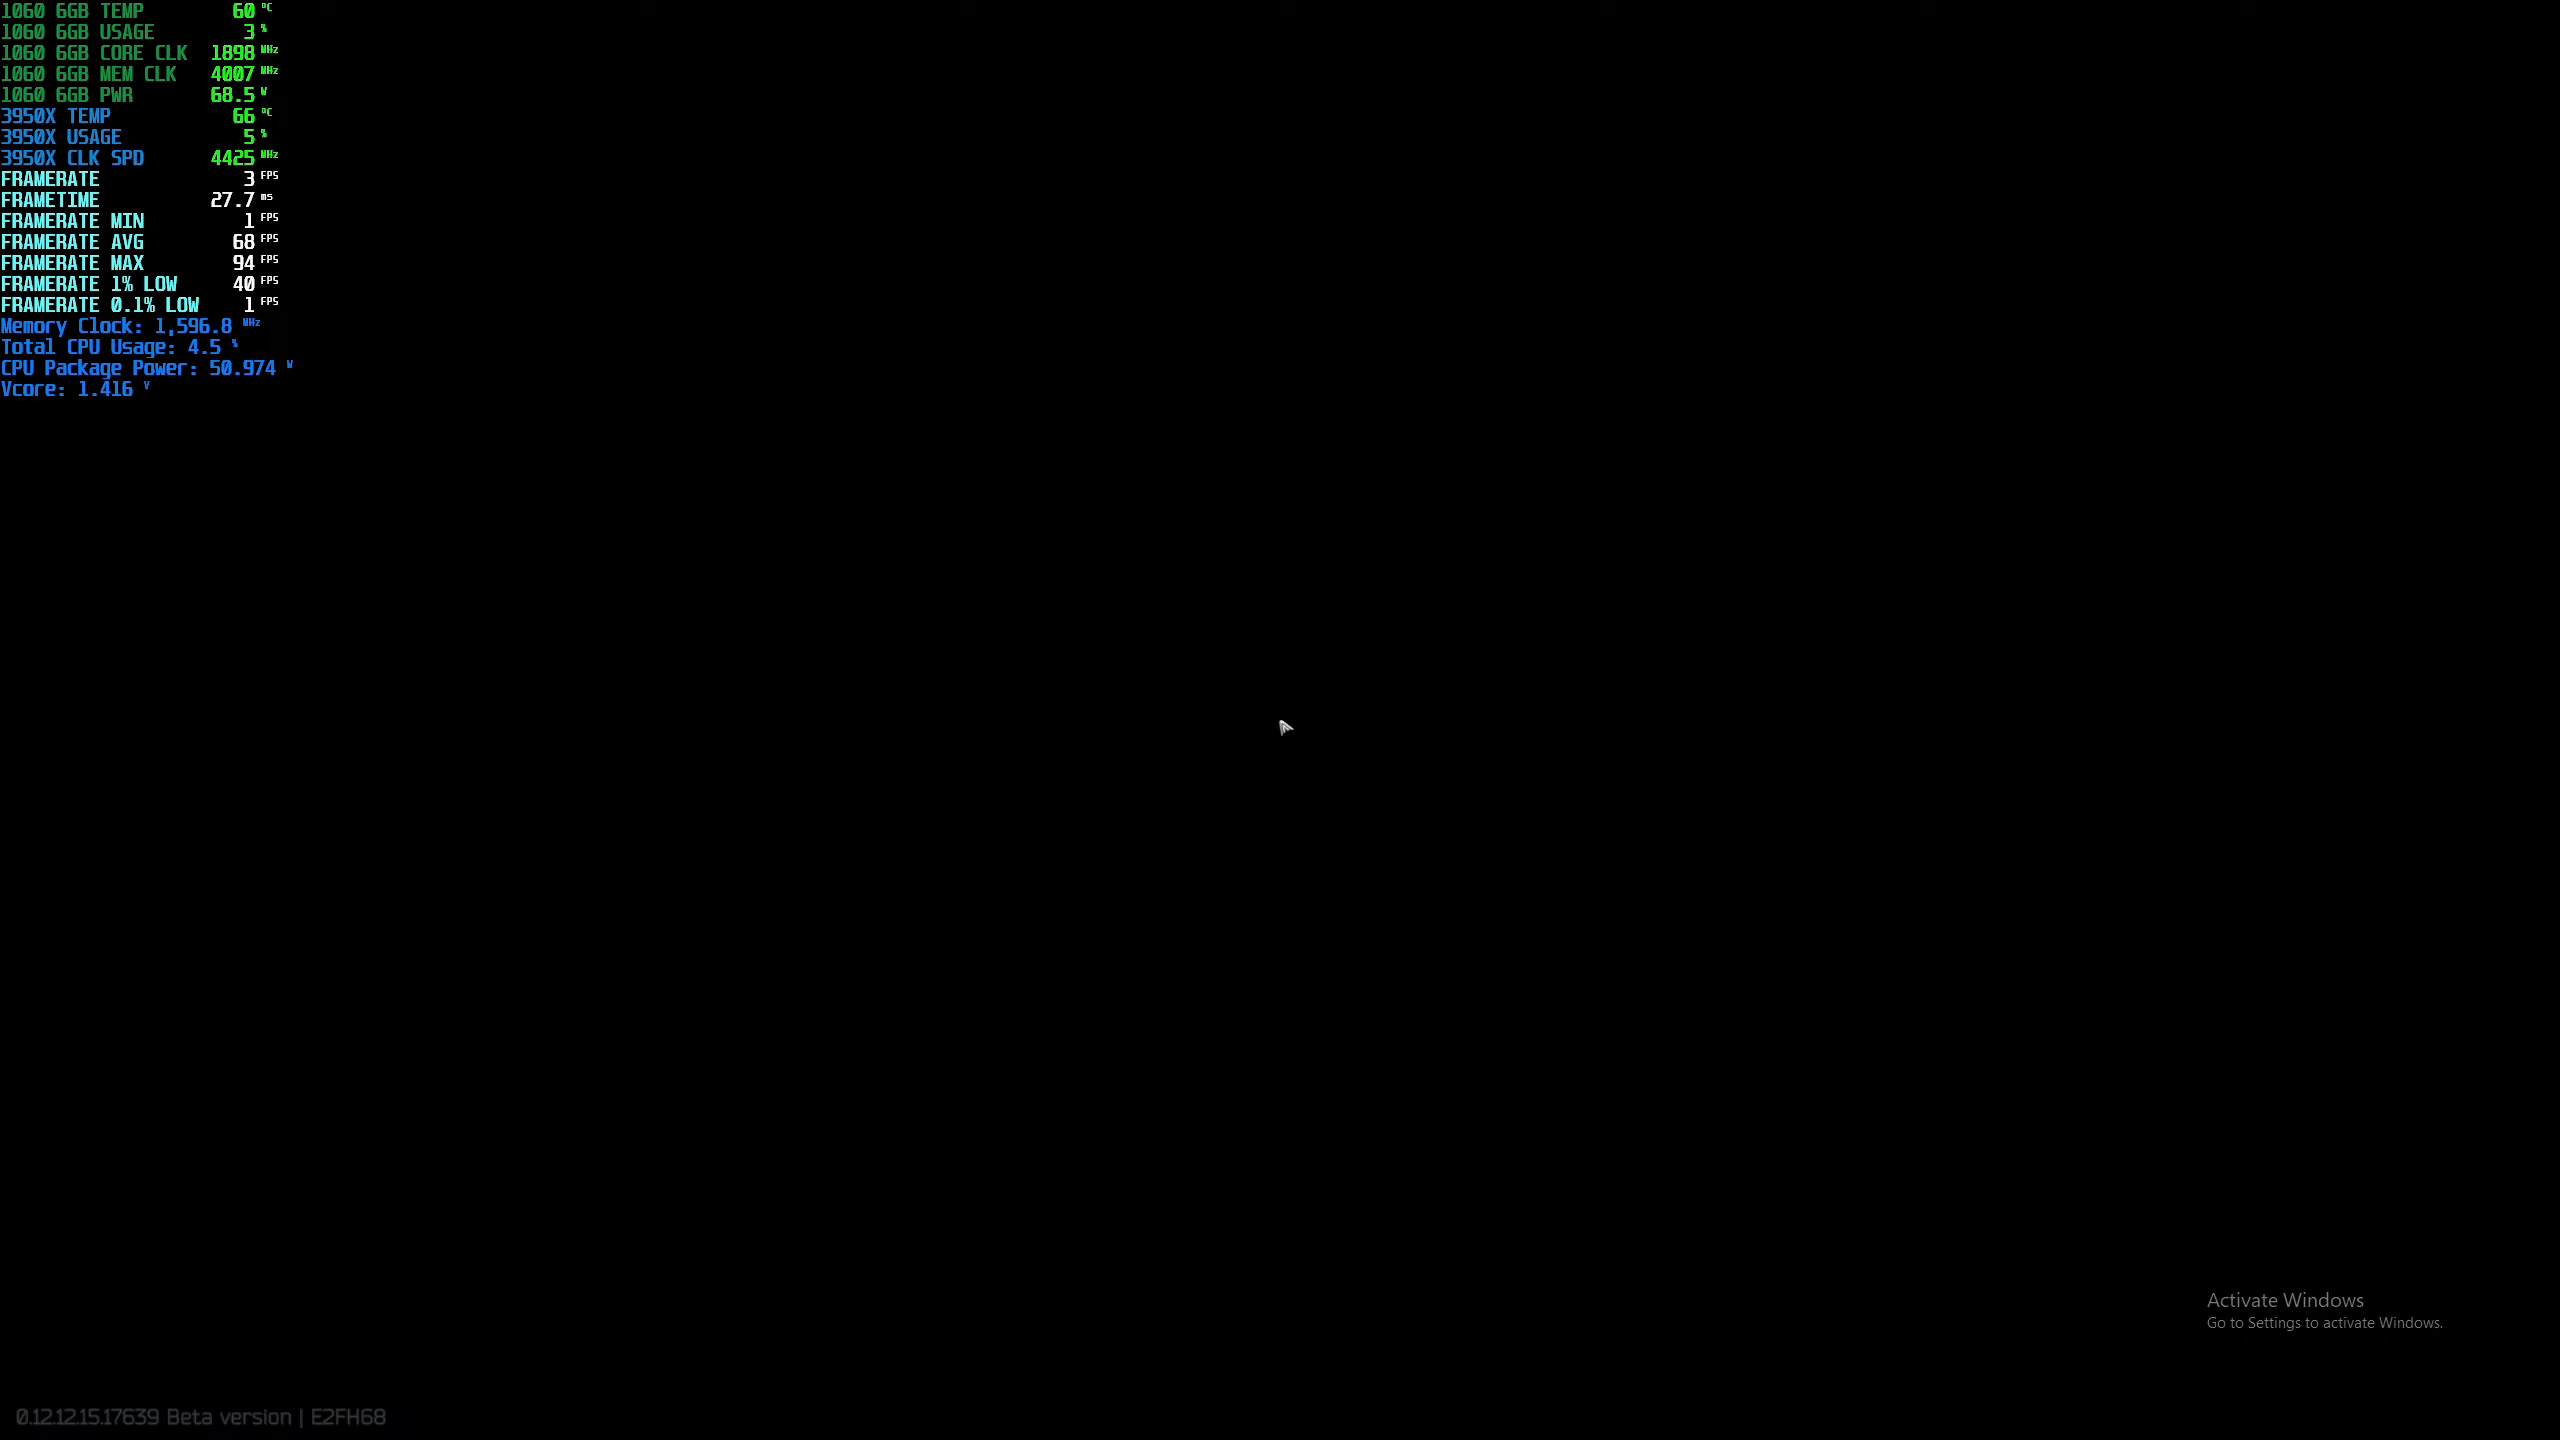 1060 6GB TEMP 60 °C
1060 6GB USAGE 3 %
1060 6GB CORE CLK 1898 MHz
1060 6GB MEM CLK 4007 MHz
1060 6GB PWR 68.5 W
3950X TEMP 66 °C
3950X USAGE 5 %
3950X CLK SPD 4425 MHz
FRAMERATE 3 FPS
FRAMETIME 27.7 ms
FRAMERATE MIN 1 FPS
FRAMERATE AVG 68 FPS
FRAMERATE MAX 94 FPS
FRAMERATE 1% LOW 40 FPS
FRAMERATE 0.1% LOW 1 FPS
Memory Clock: 1,596.8 MHz
Total CPU Usage: 4.5 %
CPU Package Power: 50.974 W
Vcore: 1.416 V
Activate Windows
Go to Settings to activate Windows.
0.12.12.15.17639 Beta version | E2FH68